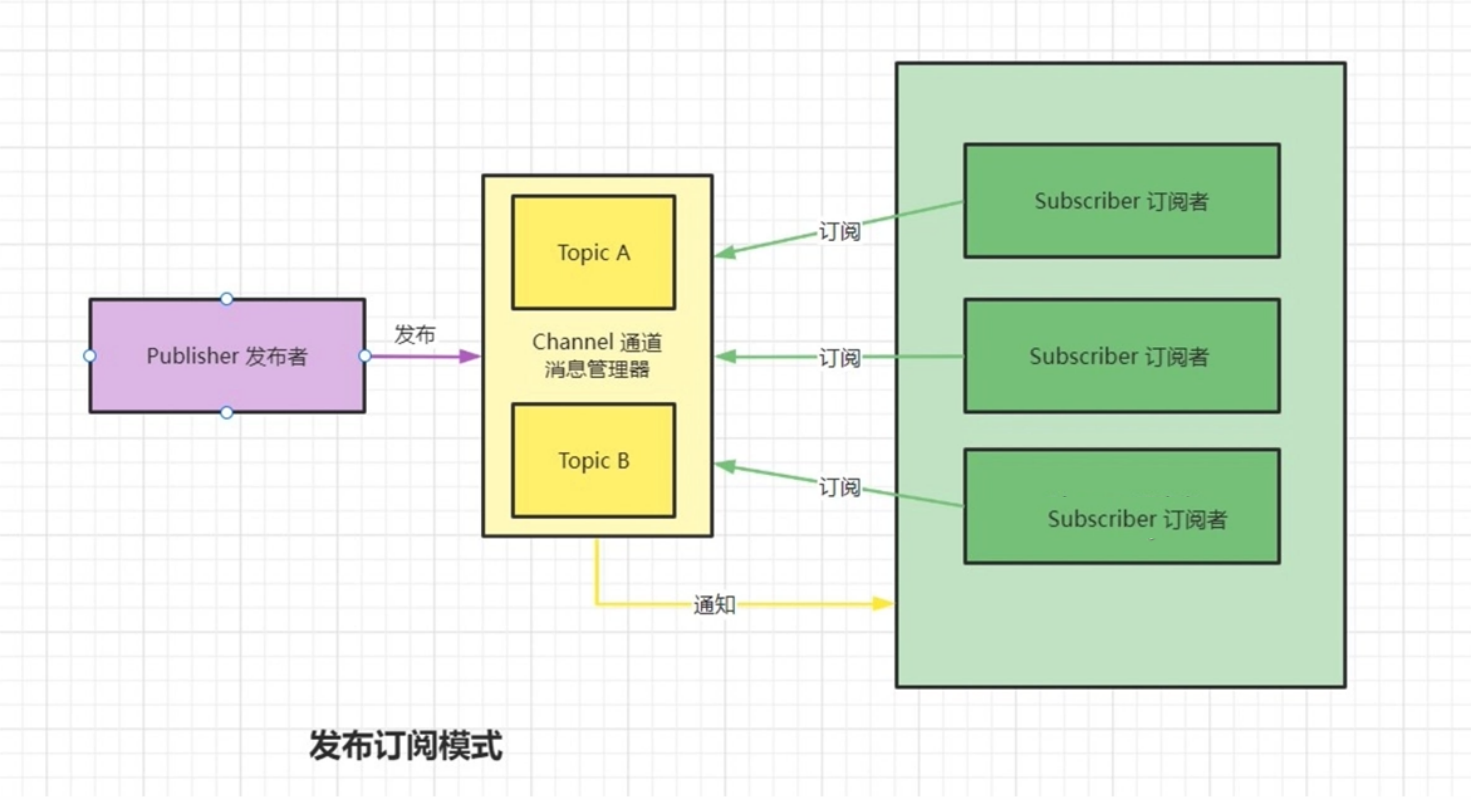 Publisher 发布者
发布
Topic A
Channel 通道
消息管理器
Topic B
订阅
订阅
订阅
Subscriber 订阅者
Subscriber 订阅者
Subscriber 订阅者
通知
发布订阅模式